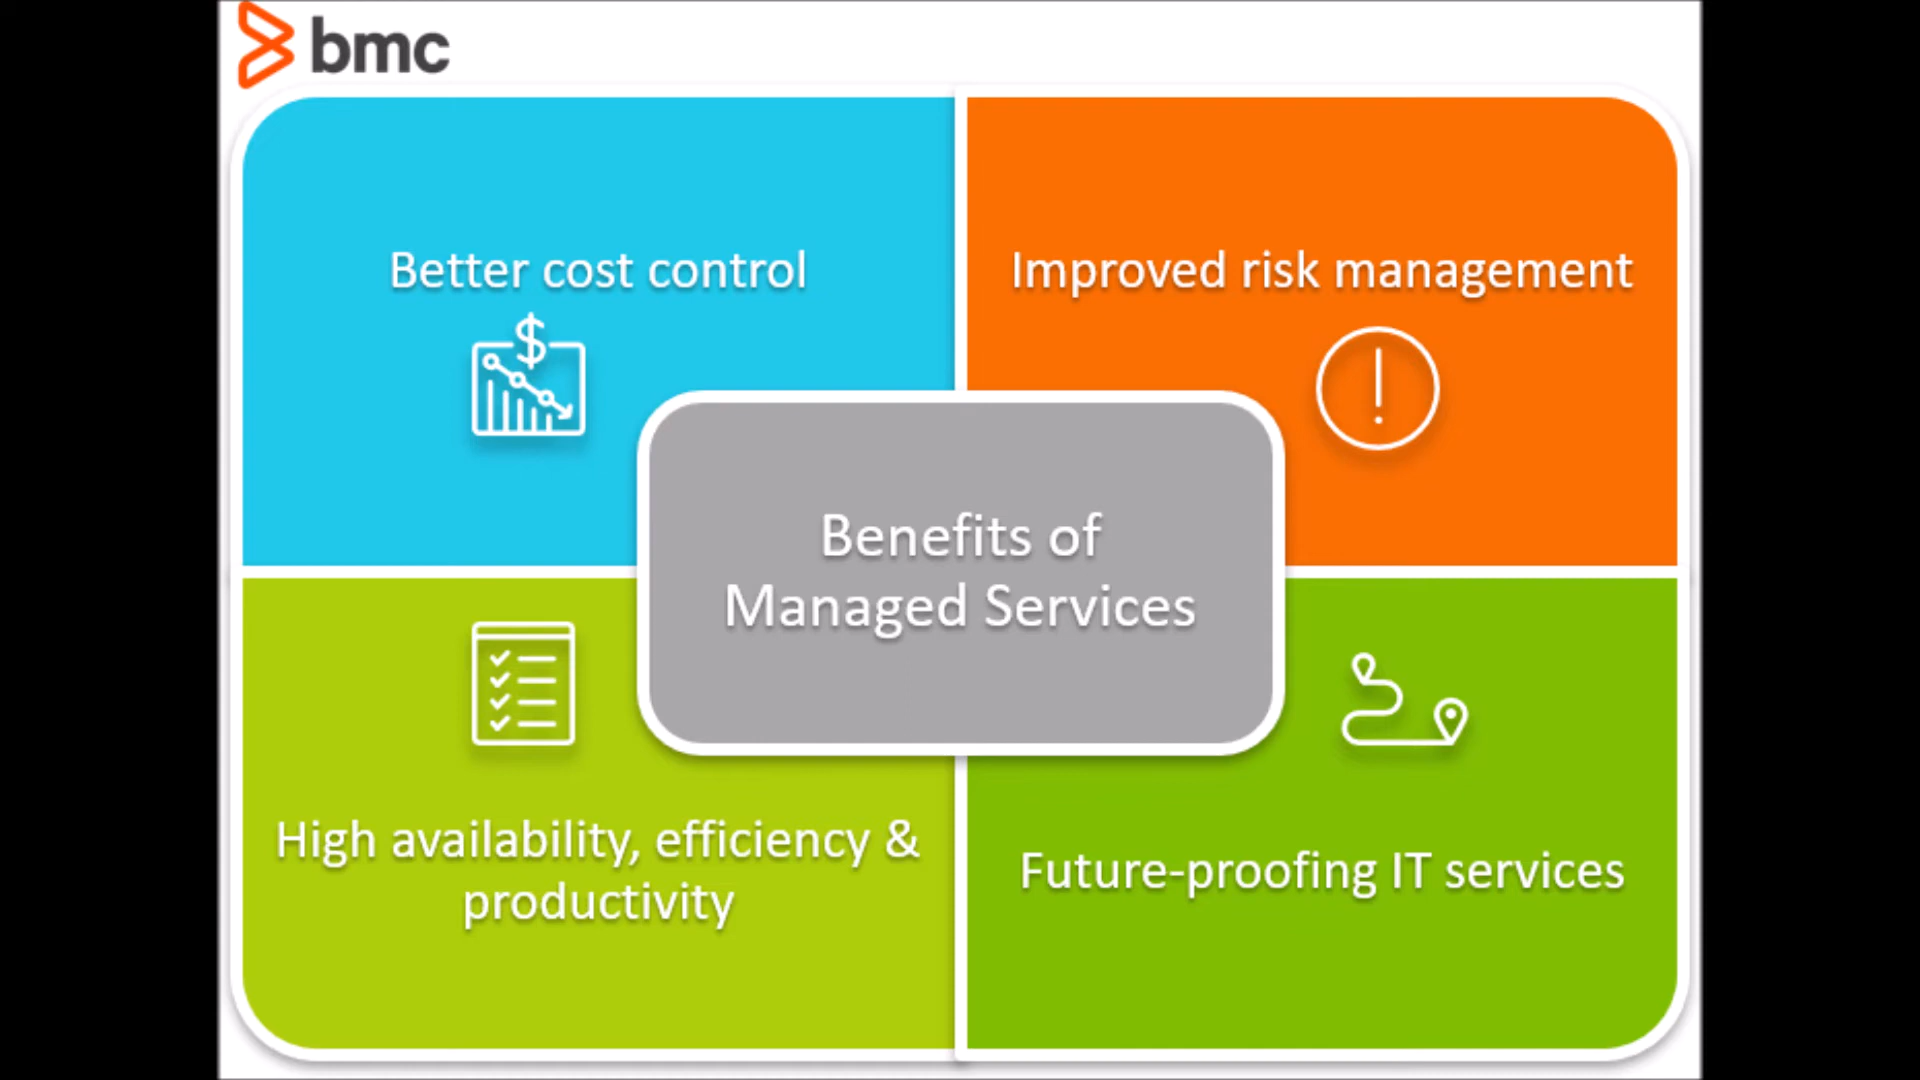 bmc
Better cost control
$
Improved risk management
!
Benefits of
Managed Services
High availability, efficiency &
productivity
Future-proofing IT services